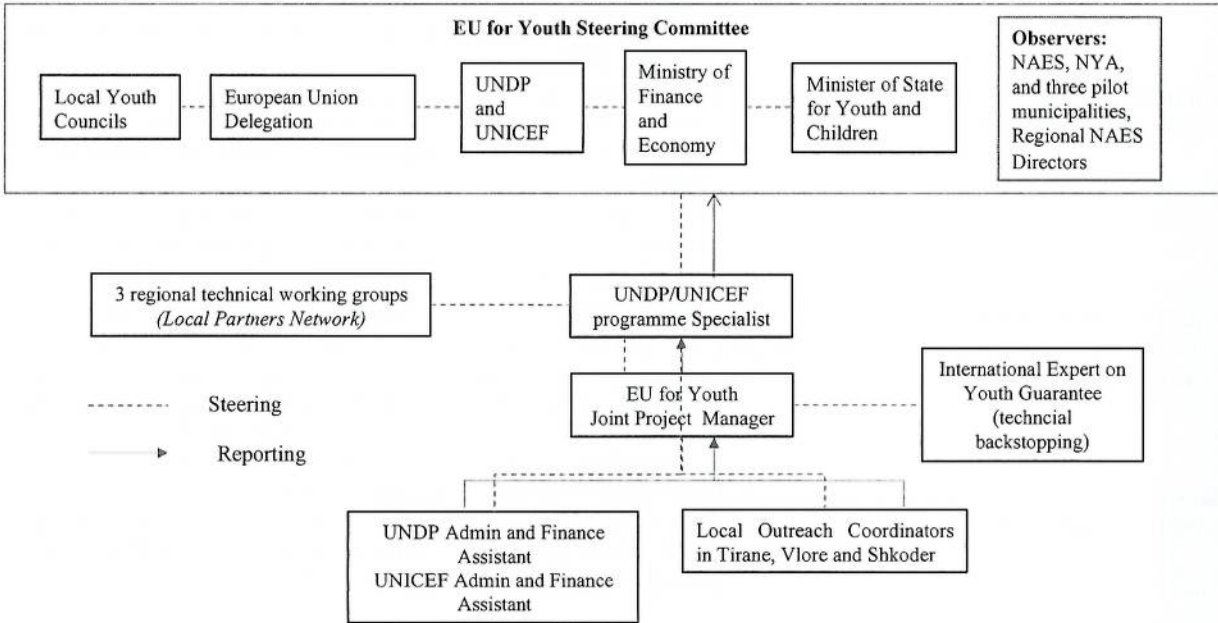 EU for Youth Steering Committee
Local Youth
Councils
European Union
Delegation
UNDP
and
UNICEF
Ministry of
Finance
and
Economy
Minister of State
for Youth and
Children
Observers:
NAES, NYA,
and three pilot
municipalities,
Regional NAES
Directors
3 regional technical working groups
(Local Partners Network)
UNDP/UNICEF
programme Specialist
EU for Youth
Joint Project Manager
International Expert on
Youth Guarantee
(techncial
backstopping)
Steering
Reporting
UNDP Admin and Finance
Assistant
UNICEF Admin and Finance
Assistant
Local Outreach Coordinators
in Tirane, Vlore and Shkoder